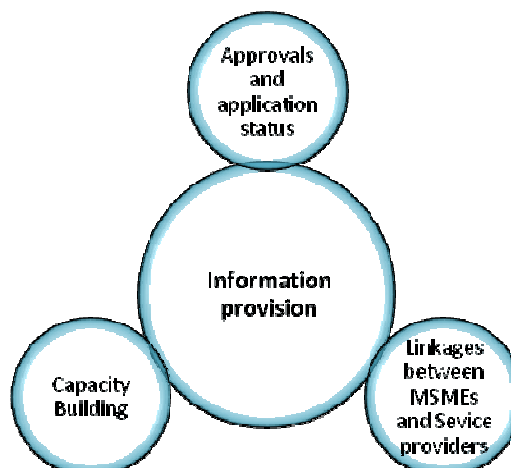 Approvals
and
application
status
Information
provision
Capacity
Building
Linkages
between
MSMEs
and Sevice
providers